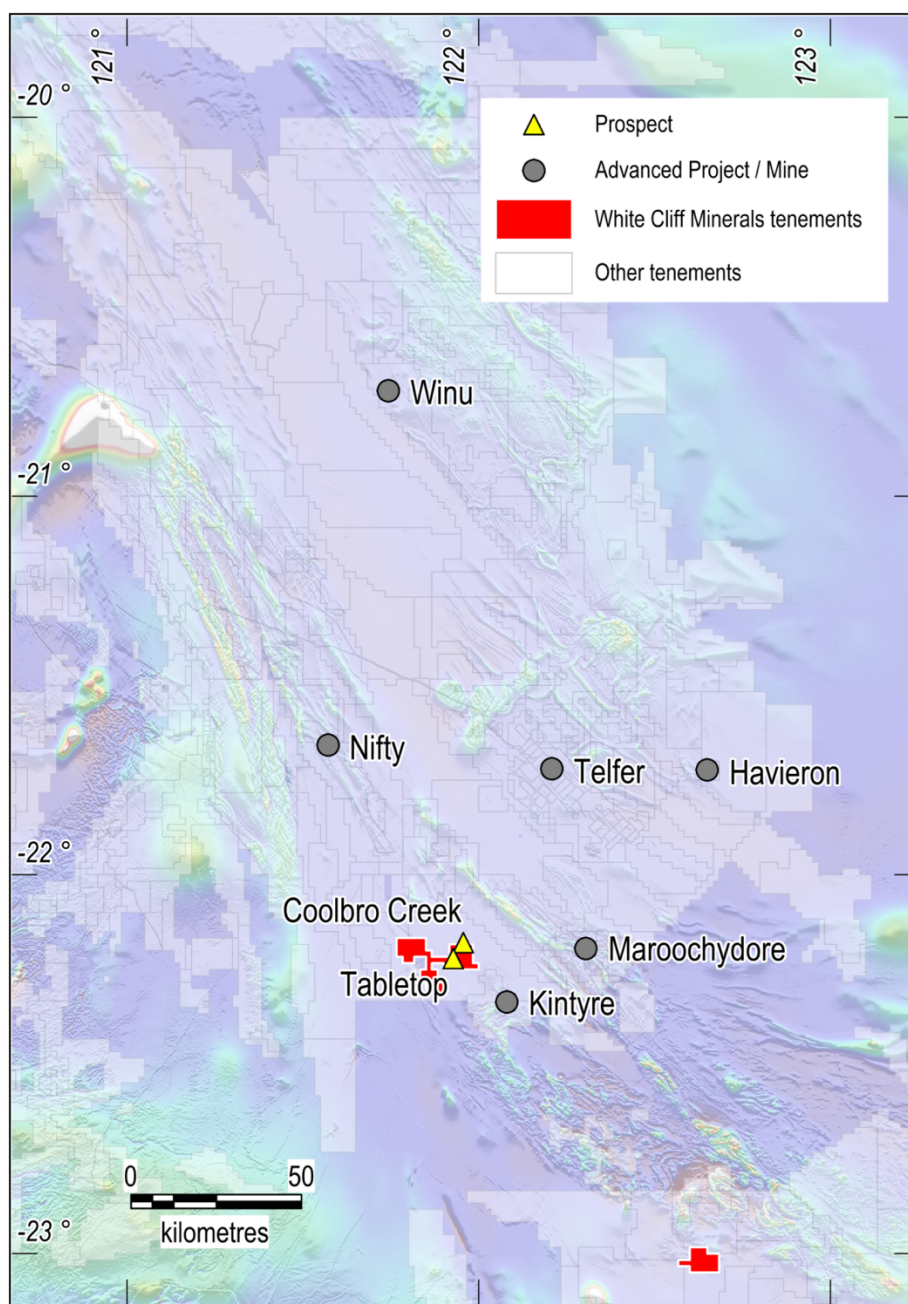 121 °
122 °
123 °
-20 °
Prospect
Advanced Project / Mine
White Cliff Minerals tenements
Other tenements
Winu
-21 °
Nifty
Telfer
Havieron
-22 °
Coolbro Creek
Maroochydore
Tabletop
Kintyre
0 50
kilometres
-23 °